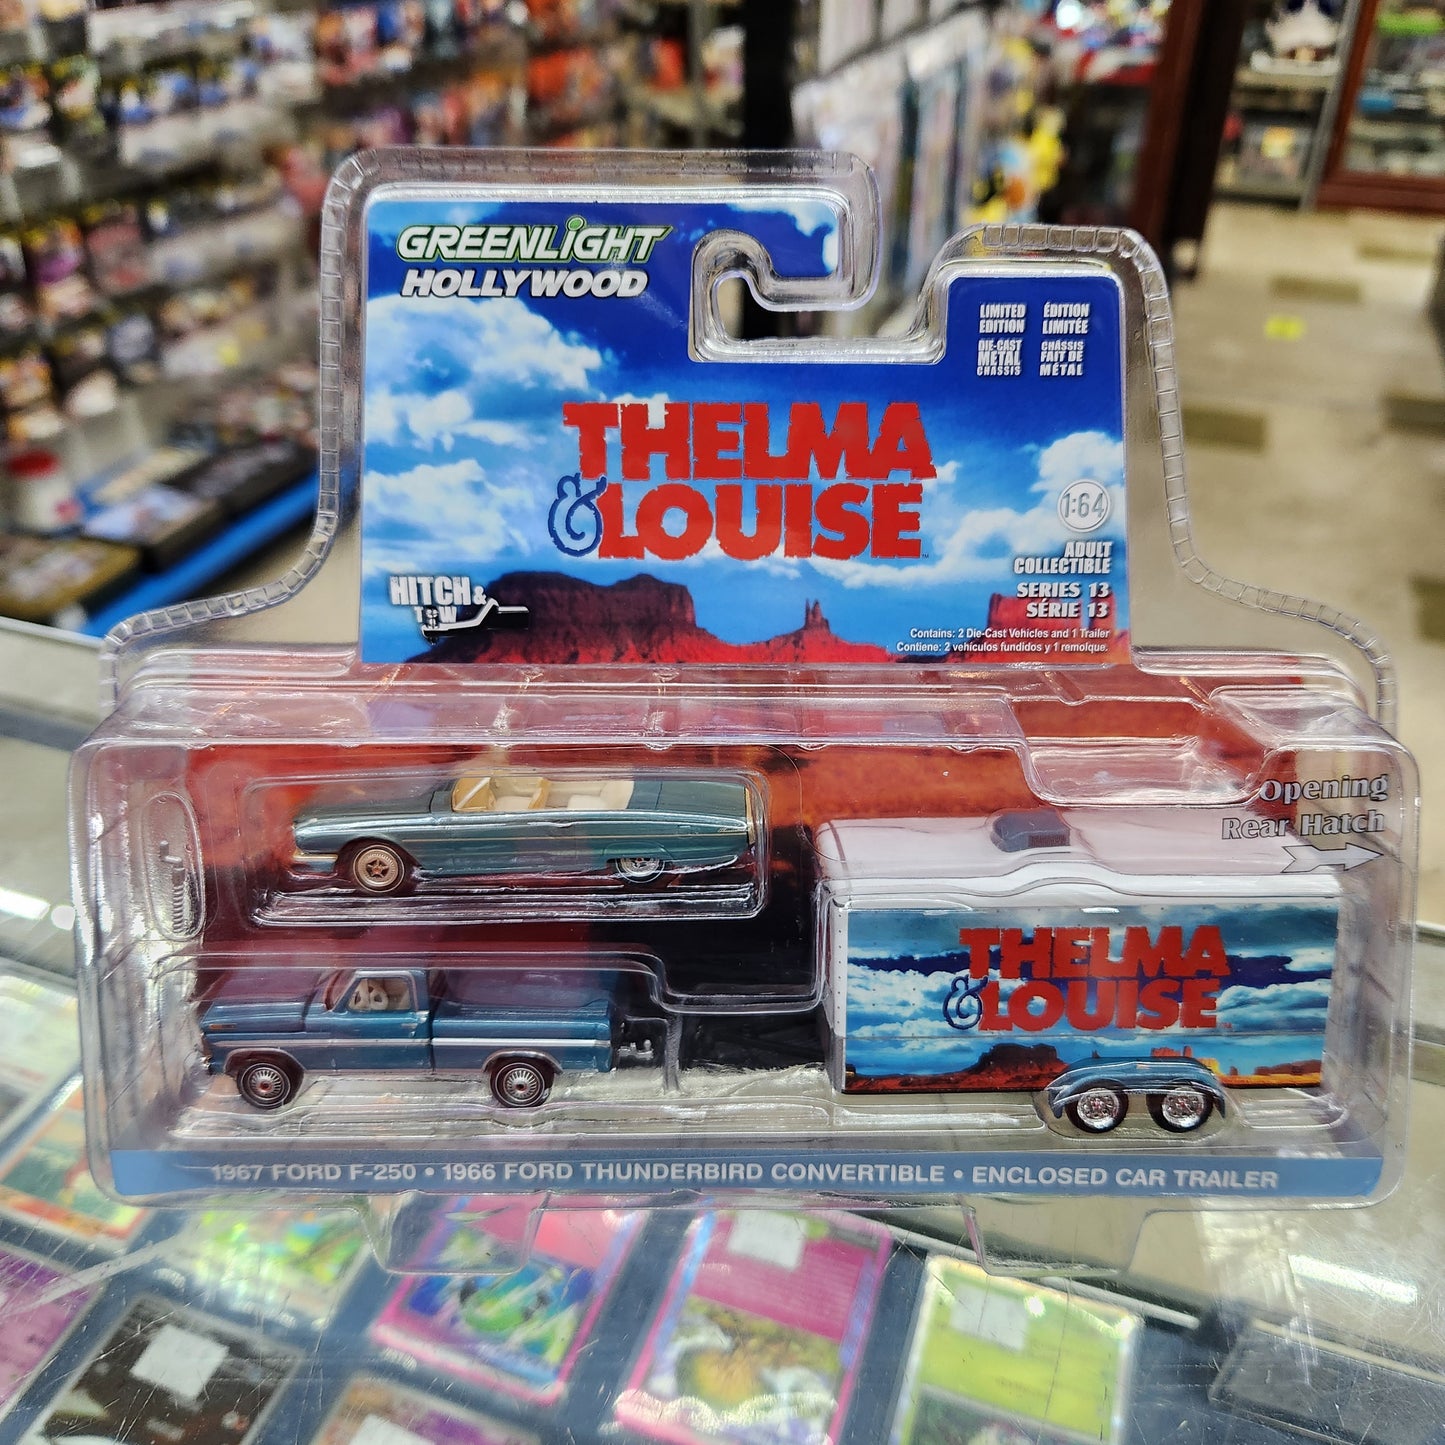 GREENLiGHT
HOLLYWOOD
LIMITED
EDITION
DIE-CAST
METAL
CHASSIS
ÉDITION
LIMITÉE
CHÂSSIS
FAIT DE
MÉTAL
THELMA
& LOUISE
1:64
ADULT
COLLECTIBLE
SERIES 13
SÉRIE 13
HITCH &
TOW
Contains: 2 Die-Cast Vehicles and 1 Trailer
Contiene: 2 vehículos fundidos y 1 remolque.
Opening
Rear Hatch
THELMA
& LOUISE
1967 FORD F-250 • 1966 FORD THUNDERBIRD CONVERTIBLE • ENCLOSED CAR TRAILER